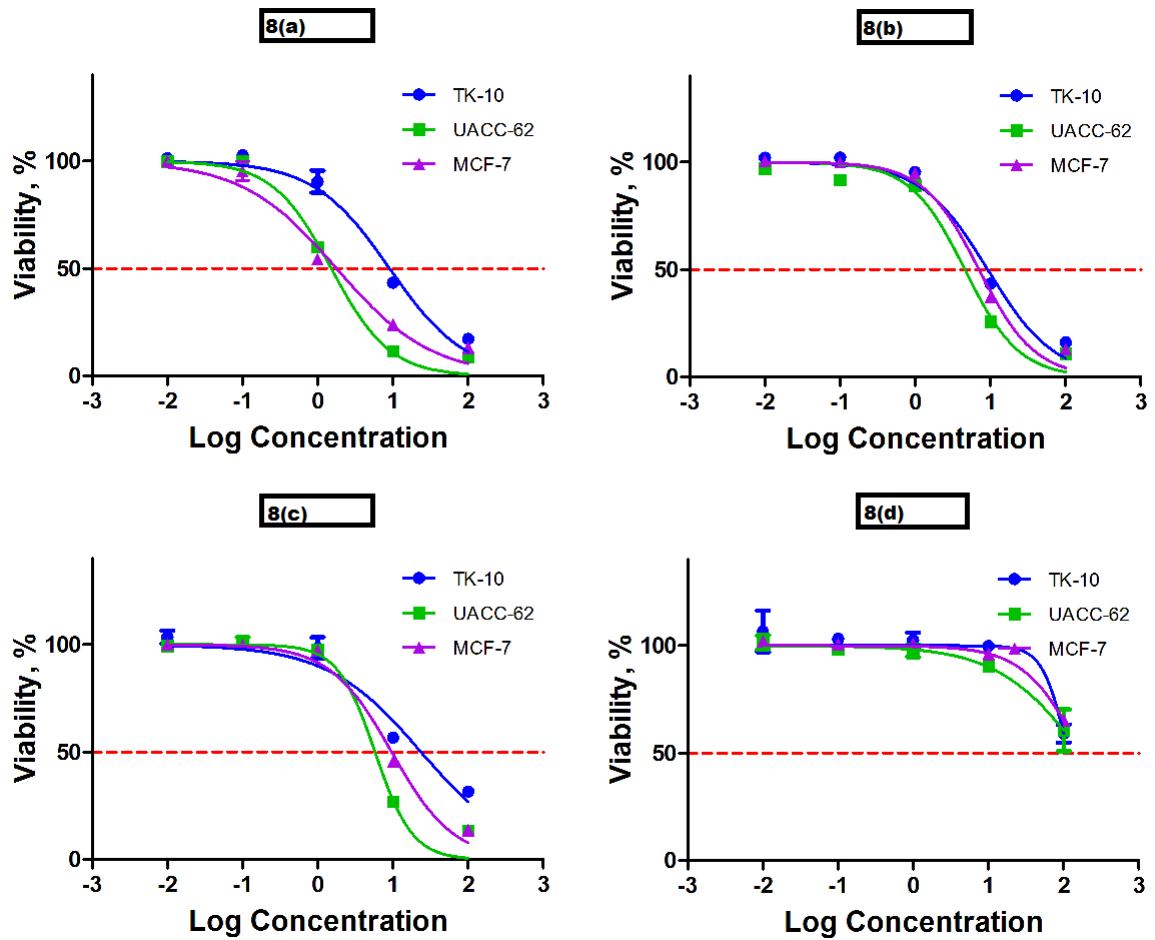 8(a)
TK-10
UACC-62
MCF-7
Viability, %
100
50
0
-3 -2 -1 0 1 2 3
Log Concentration
8(b)
TK-10
UACC-62
MCF-7
Viability, %
100
50
0
-3 -2 -1 0 1 2 3
Log Concentration
8(c)
TK-10
UACC-62
MCF-7
Viability, %
100
50
0
-3 -2 -1 0 1 2 3
Log Concentration
8(d)
TK-10
UACC-62
MCF-7
Viability, %
100
50
0
-3 -2 -1 0 1 2 3
Log Concentration